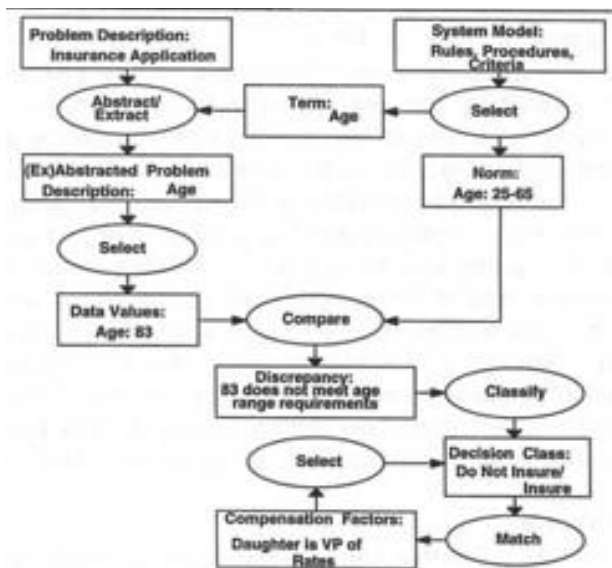 Problem Description:
Insurance Application
System Model:
Rules, Procedures,
Criteria
Abstract/
Extract
Term:
Age
Select
(Ex)Abstracted Problem
Description: Age
Norm:
Age: 25-65
Select
Data Values:
Age: 83
Compare
Discrepancy:
83 does not meet age
range requirements
Classify
Select
Decision Class:
Do Not Insure/
Insure
Compensation Factors:
Daughter is VP of
Rates
Match